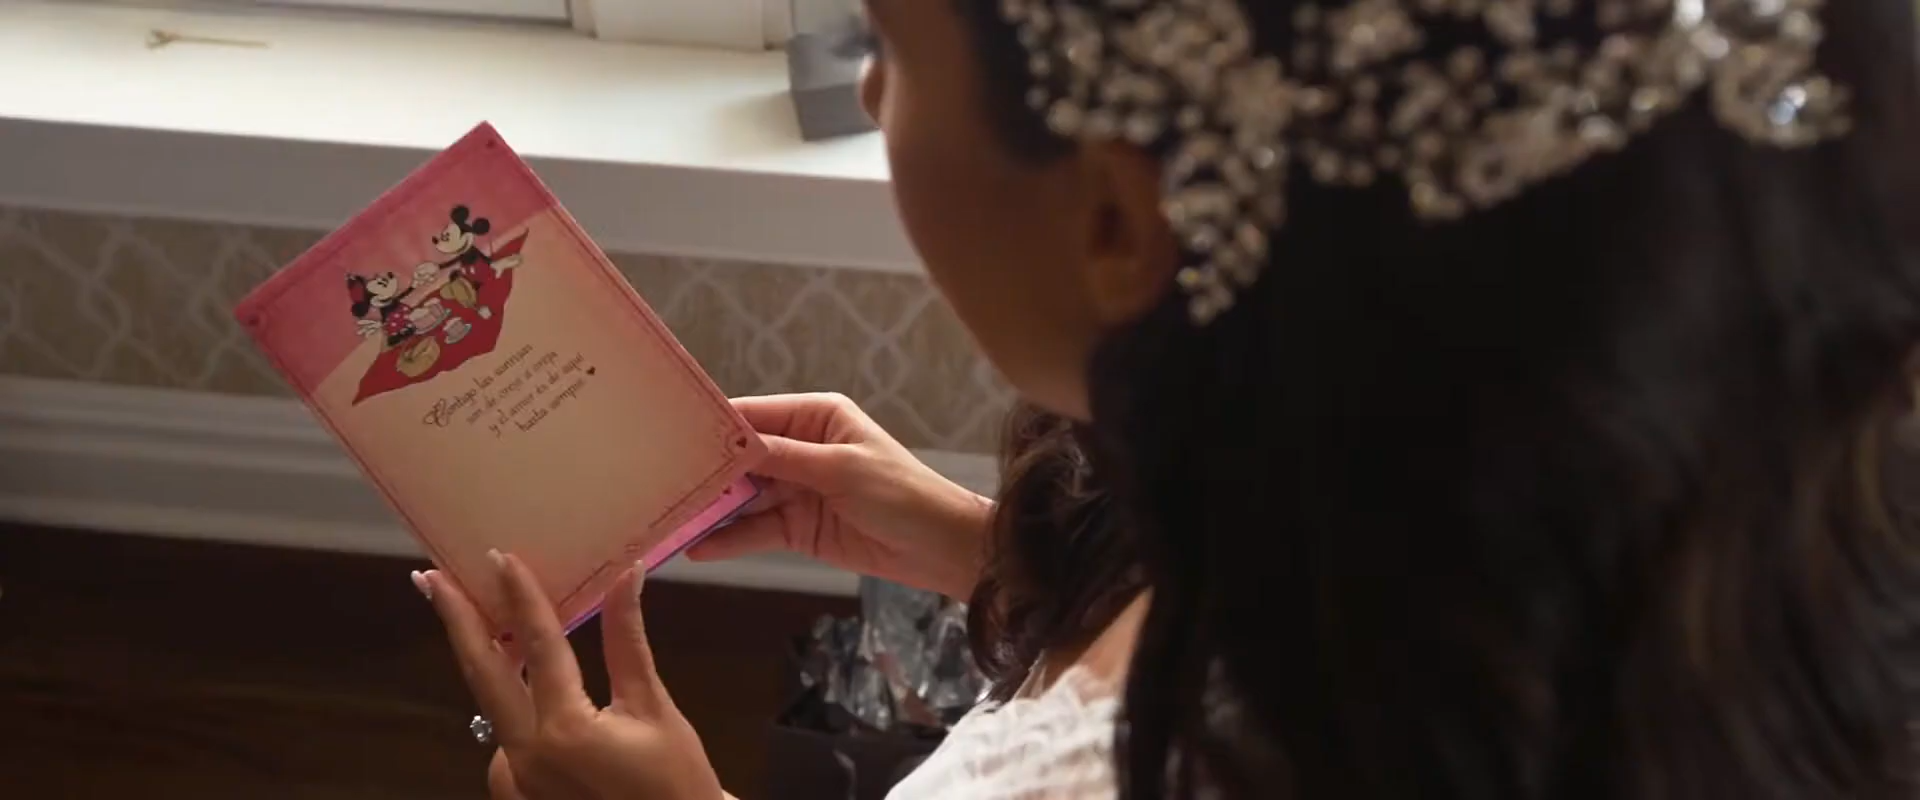 Contigo las sonrisas
son de oreja a oreja
y el amor es de aquí
hasta siempre.